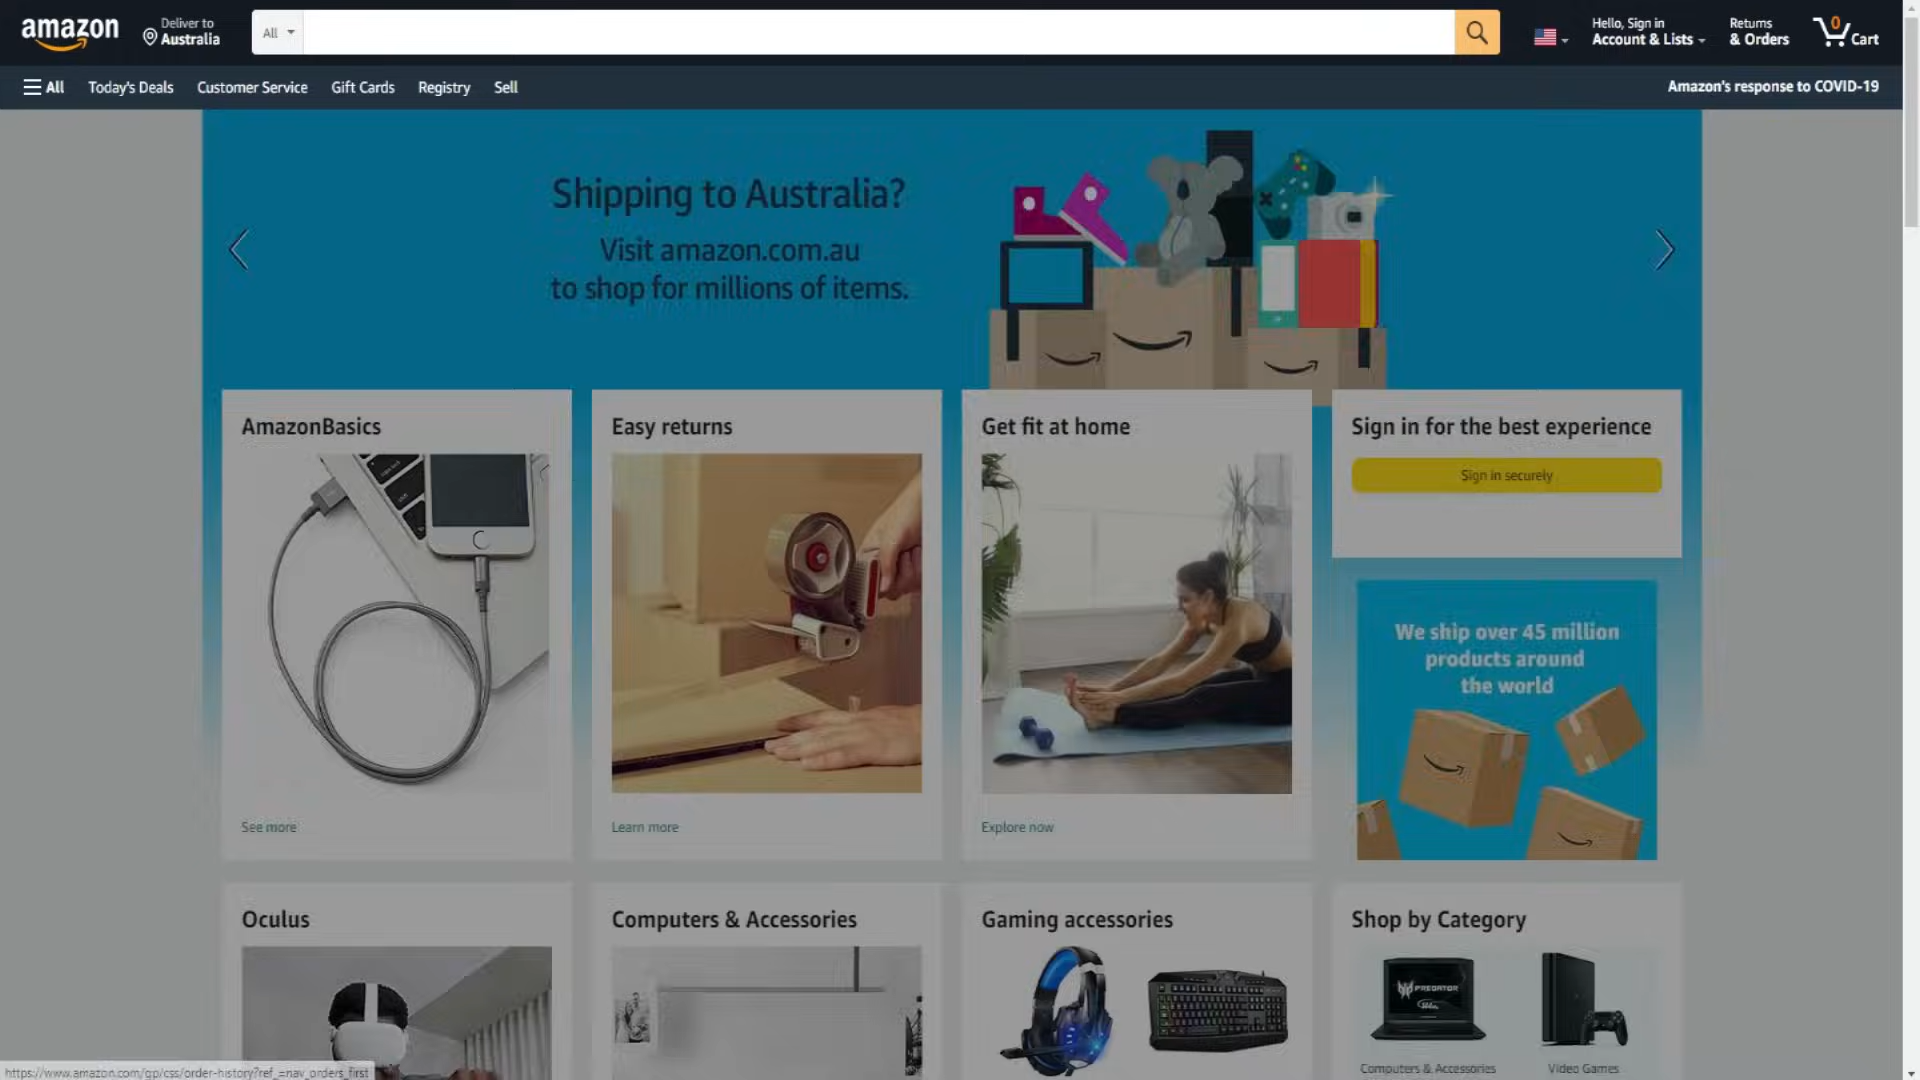 amazon
Deliver to
Australia
All
Hello, Sign in
Account & Lists
Returns
& Orders
0
Cart
All
Today's Deals
Customer Service
Gift Cards
Registry
Sell
Amazon's response to COVID-19
Shipping to Australia?
Visit amazon.com.au
to shop for millions of items.
AmazonBasics
Easy returns
Get fit at home
Sign in for the best experience
Sign in securely
We ship over 45 million
products around
the world
See more
Learn more
Explore now
Oculus
Computers & Accessories
Gaming accessories
Shop by Category
PREDATOR
Computers & Accessories
Video Games
https://www.amazon.com/gp/css/order-history?ref_=nav_orders_first